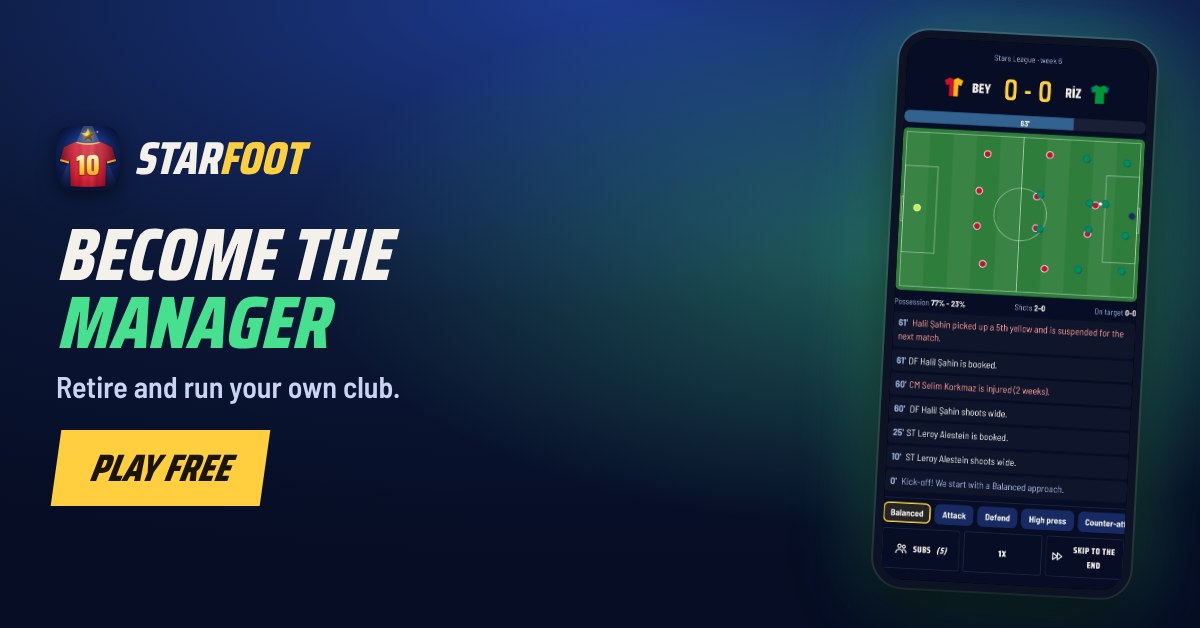 10
STARFOOT
BECOME THE
MANAGER
Retire and run your own club.
PLAY FREE
Stars League · week 6
BEY 0 - 0 RİZ
63'
Possession 77% - 23% Shots 2-0 On target 0-0
61' Halil Şahin picked up a 5th yellow and is suspended for the
next match.
61' DF Halil Şahin is booked.
60' CM Selim Korkmaz is injured (2 weeks).
60' DF Halil Şahin shoots wide.
25' ST Leroy Alestein is booked.
10' ST Leroy Alestein shoots wide.
0' Kick-off! We start with a Balanced approach.
Balanced Attack Defend High press Counter-att
SUBS (5) 1X SKIP TO THE
END